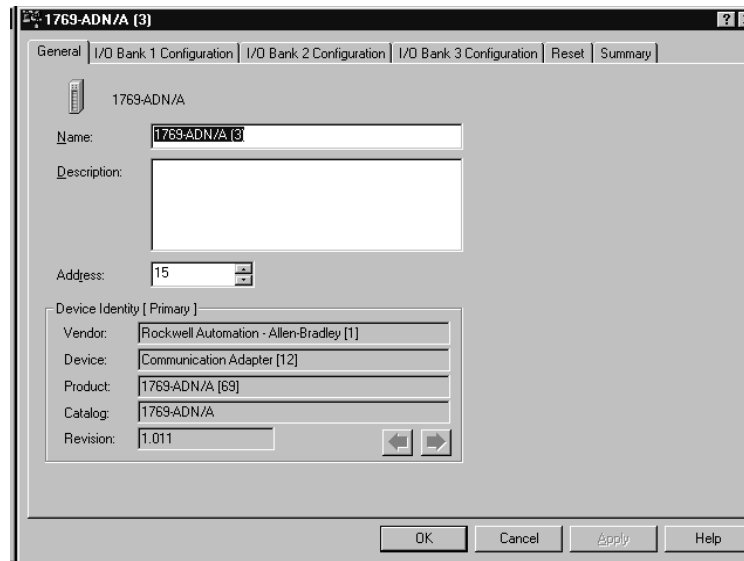 1769-ADN/A (3)
?
General I/O Bank 1 Configuration I/O Bank 2 Configuration I/O Bank 3 Configuration Reset Summary
1769-ADN/A
Name: 1769-ADN/A (3)
Description:
Address: 15
Device Identity [ Primary ]
Vendor: Rockwell Automation - Allen-Bradley [1]
Device: Communication Adapter [12]
Product: 1769-ADN/A [69]
Catalog: 1769-ADN/A
Revision: 1.011
OK Cancel Apply Help